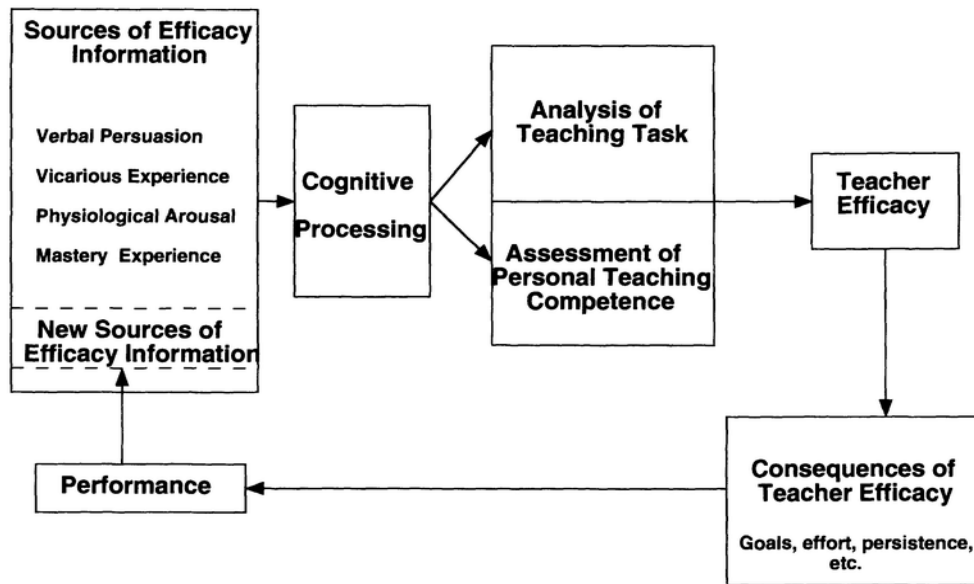 Sources of Efficacy
Information
Verbal Persuasion
Vicarious Experience
Physiological Arousal
Mastery Experience
New Sources of
Efficacy Information
Cognitive
Processing
Analysis of
Teaching Task
Assessment of
Personal Teaching
Competence
Teacher
Efficacy
Consequences of
Teacher Efficacy
Goals, effort, persistence,
etc.
Performance